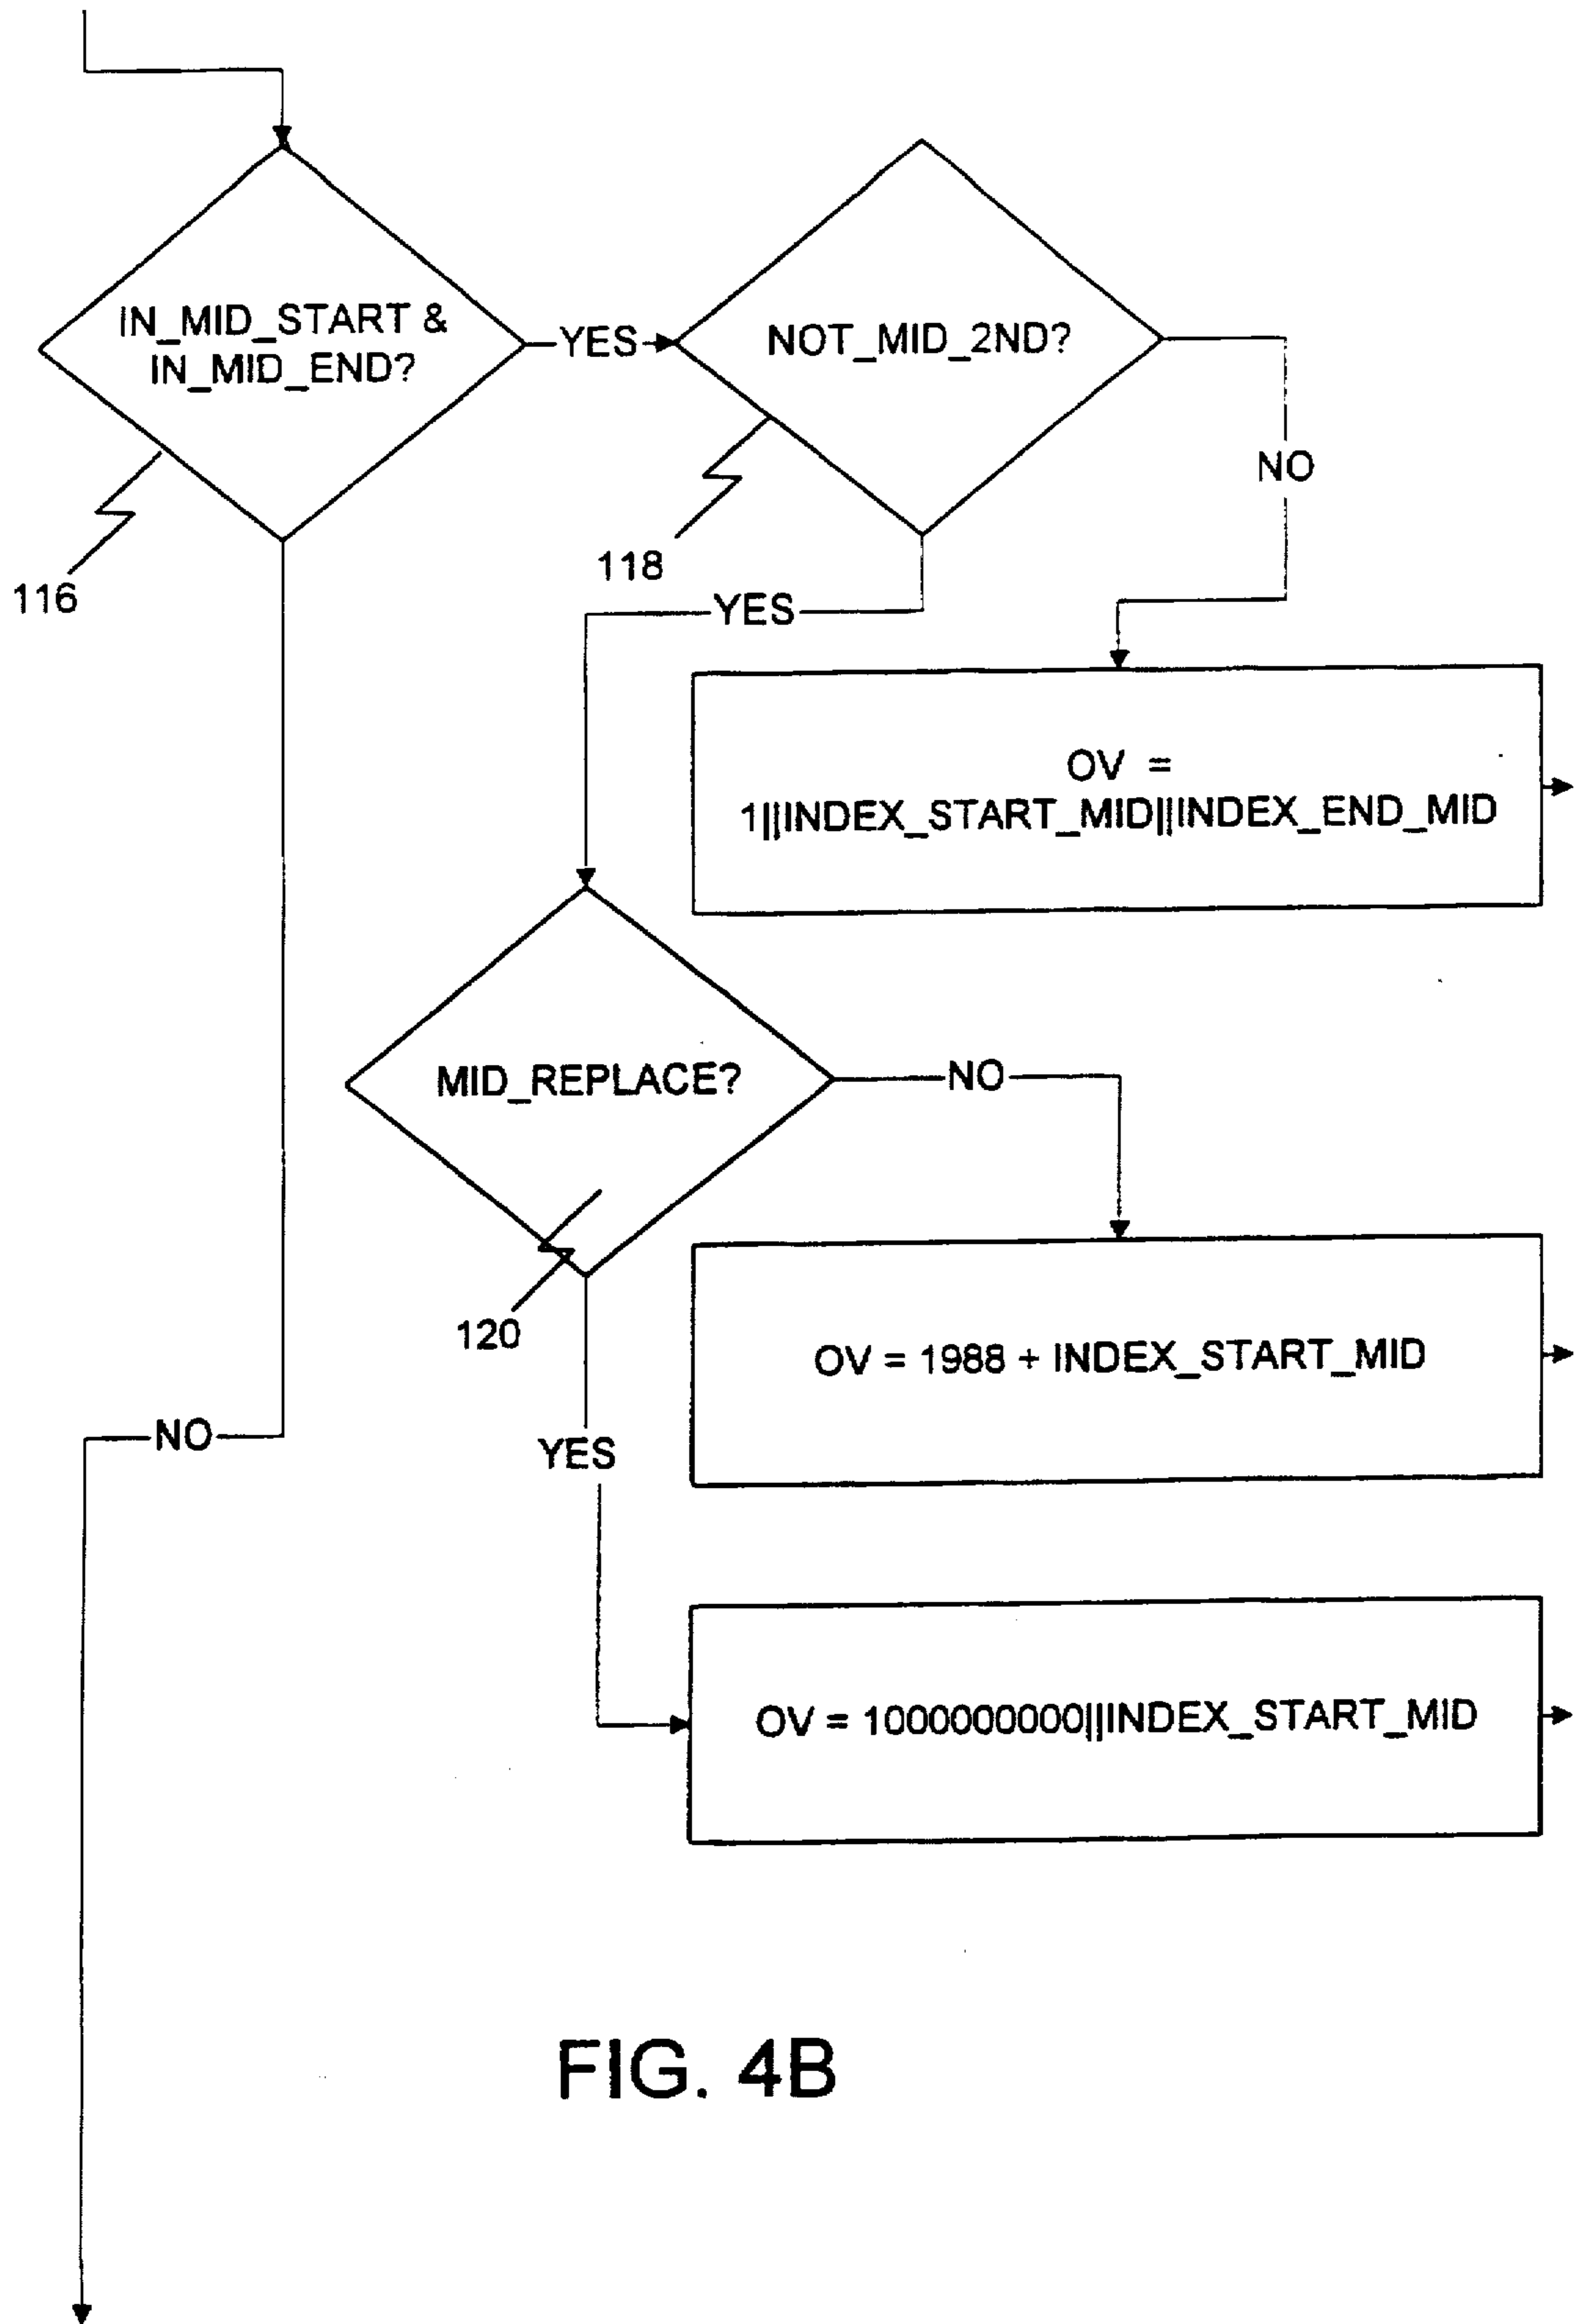 IN_MID_START &
IN_MID_END?
YES
NOT_MID_2ND?
NO
116
118
YES
OV =
1||INDEX_START_MID||INDEX_END_MID
MID_REPLACE?
NO
120
OV = 1988 + INDEX_START_MID
NO
YES
OV = 1000000000||INDEX_START_MID
FIG. 4B